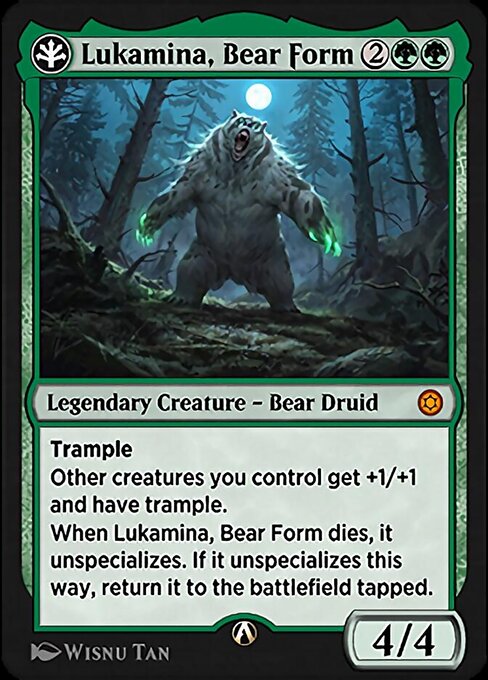 Lukamina, Bear Form 2
Legendary Creature – Bear Druid
Trample
Other creatures you control get +1/+1
and have trample.
When Lukamina, Bear Form dies, it
unspecializes. If it unspecializes this
way, return it to the battlefield tapped.
4/4
Wisnu Tan